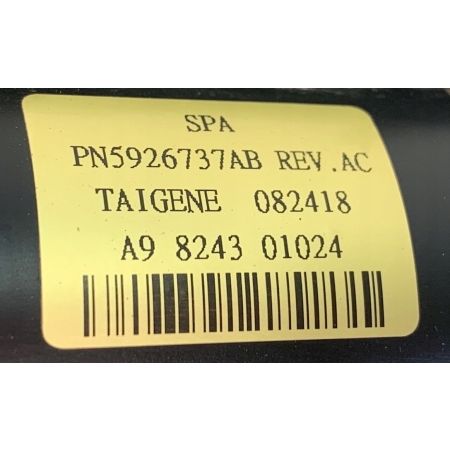 SPA
PN5926737AB REV.AC
TAIGENE 082418
A9 8243 01024